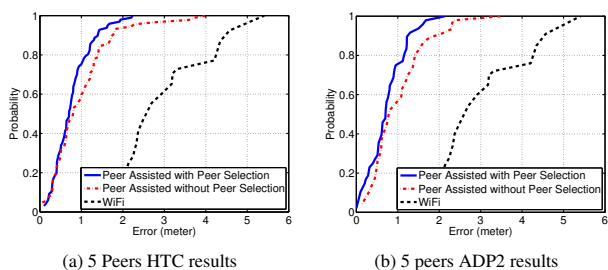 1
0.8
0.6
0.4
0.2
0
Probability
0 1 2 3 4 5 6
Error (meter)
Peer Assisted with Peer Selection
Peer Assisted without Peer Selection
WiFi
(a) 5 Peers HTC results
1
0.8
0.6
0.4
0.2
0
Probability
0 1 2 3 4 5 6
Error (meter)
Peer Assisted with Peer Selection
Peer Assisted without Peer Selection
WiFi
(b) 5 peers ADP2 results